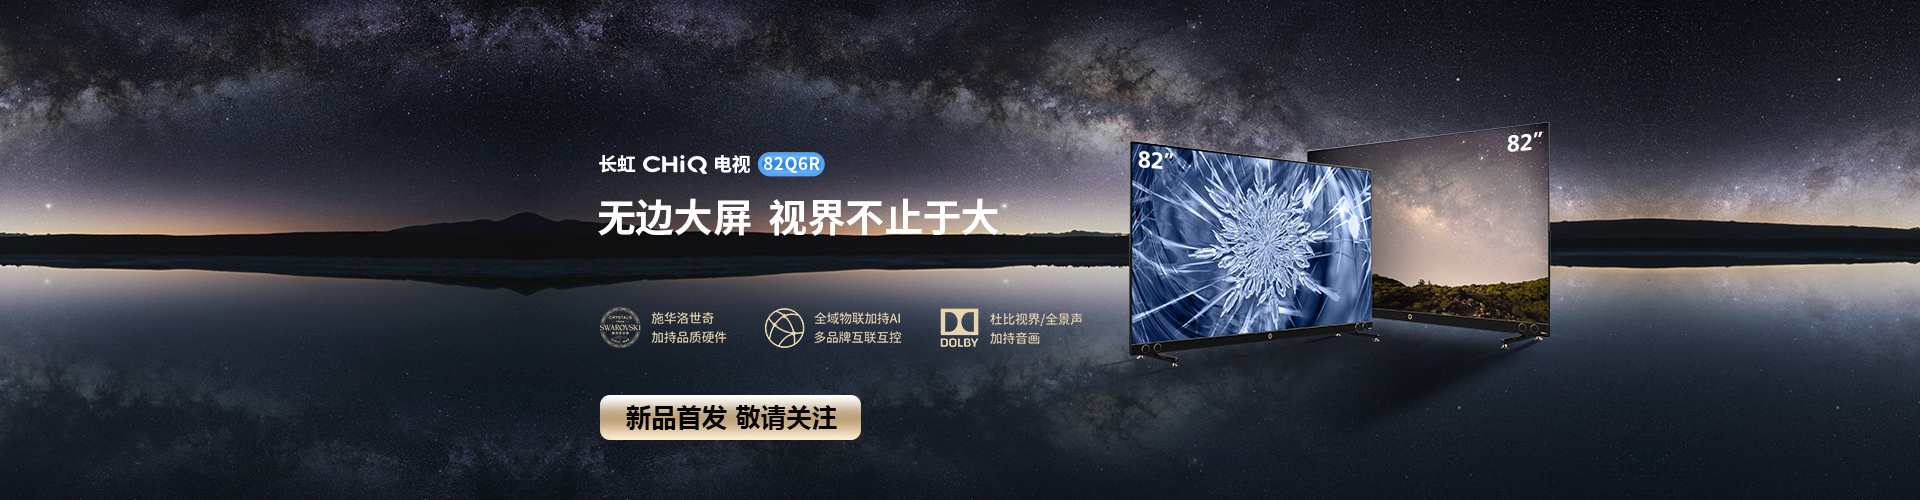 长虹 CHiQ 电视 82Q6R
无边大屏 视界不止于大
CRYSTALS
SWAROVSKI
施华洛世奇
加持品质硬件
全域物联加持AI
多品牌互联互控
DOLBY
杜比视界/全景声
加持音画
新品首发 敬请关注
82”
82”